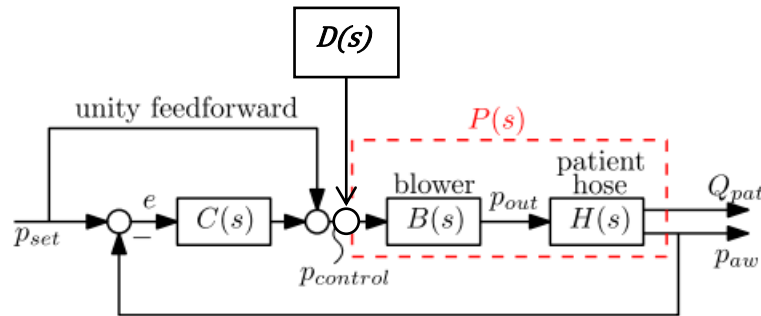 D(s)
unity feedforward
P(s)
patient
blower
hose
Q_pat
e
C(s)
B(s)
p_out
H(s)
p_set
−
p_control
p_aw